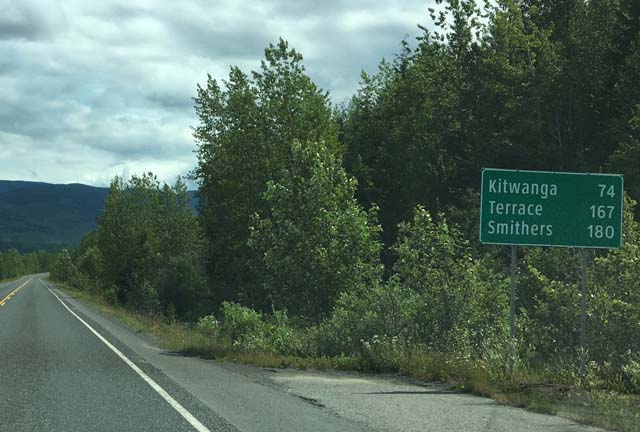 Kitwanga 74
Terrace 167
Smithers 180